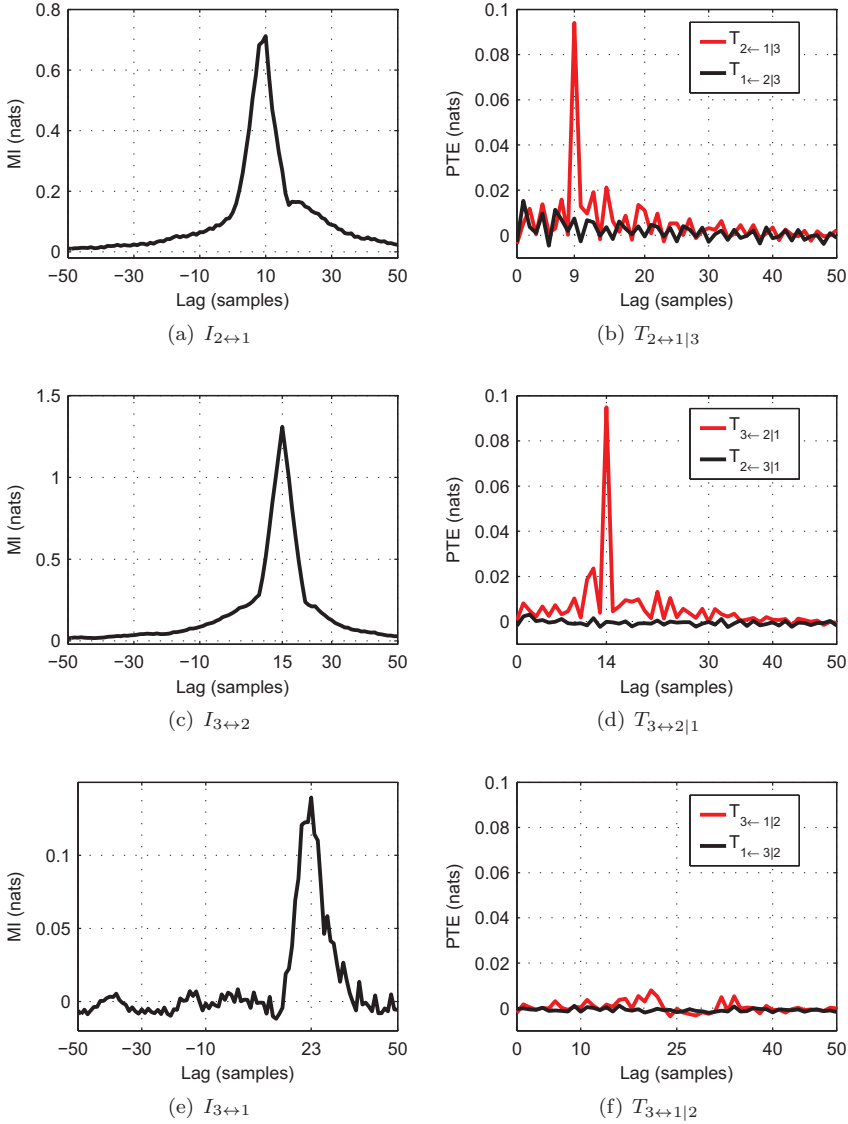 0.8
0.6
0.4
0.2
0
MI (nats)
−50 −30 −10 10 30 50
Lag (samples)
(a) I2↔1
0.1
0.08
0.06
0.04
0.02
0
PTE (nats)
T2← 1|3
T1← 2|3
0 9 20 30 40 50
Lag (samples)
(b) T2↔1|3
1.5
1
0.5
0
MI (nats)
−50 −30 −10 15 30 50
Lag (samples)
(c) I3↔2
0.1
0.08
0.06
0.04
0.02
0
PTE (nats)
T3← 2|1
T2← 3|1
0 14 30 40 50
Lag (samples)
(d) T3↔2|1
0.1
0.05
0
MI (nats)
−50 −30 −10 23 50
Lag (samples)
(e) I3↔1
0.1
0.08
0.06
0.04
0.02
0
PTE (nats)
T3← 1|2
T1← 3|2
0 10 25 40 50
Lag (samples)
(f) T3↔1|2